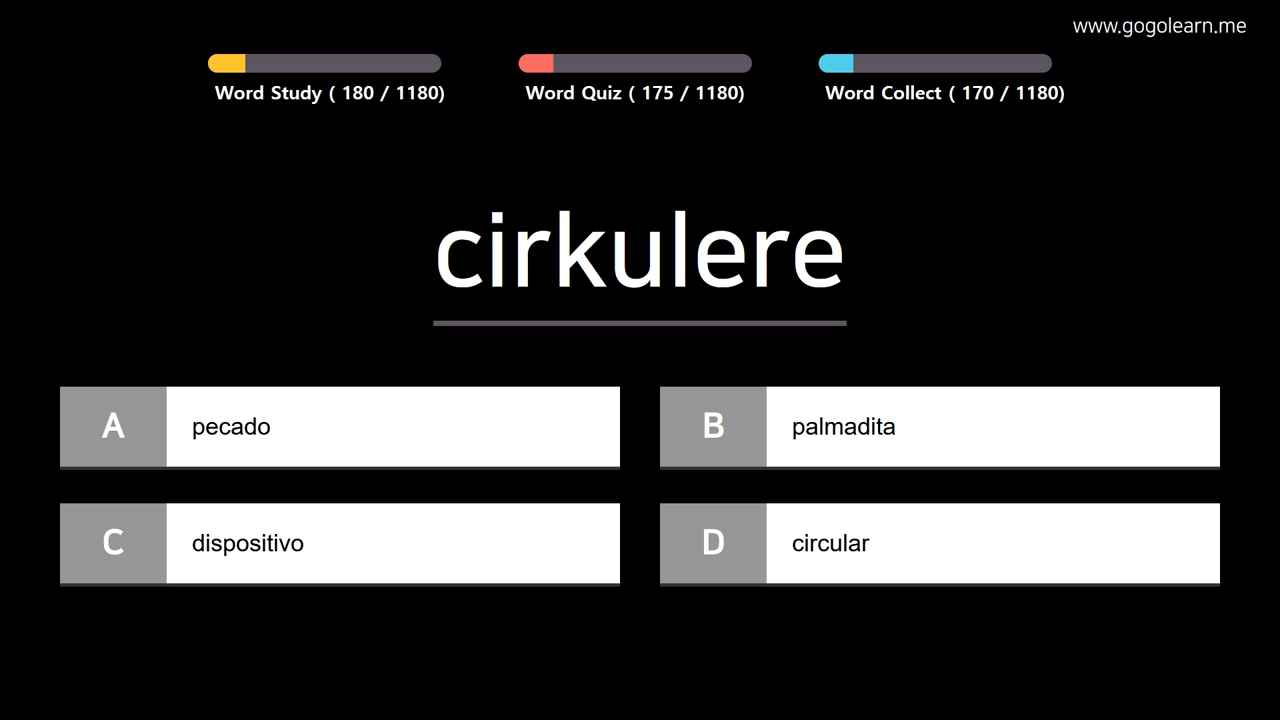 www.gogolearn.me
Word Study ( 180 / 1180)
Word Quiz ( 175 / 1180)
Word Collect ( 170 / 1180)
cirkulere
A pecado
B palmadita
C dispositivo
D circular